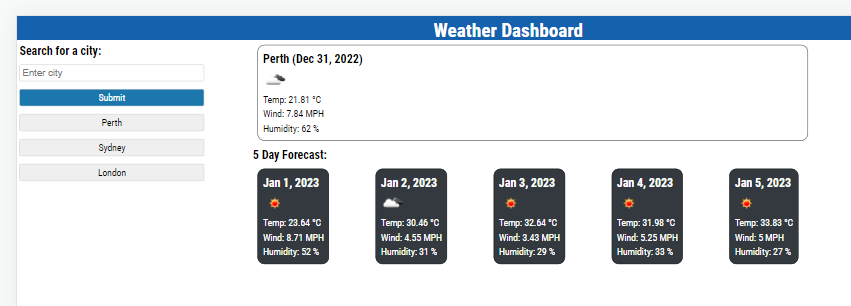 Weather Dashboard
Search for a city:
Enter city
Submit
Perth
Sydney
London
Perth (Dec 31, 2022)
Temp: 21.81 °C
Wind: 7.84 MPH
Humidity: 62 %
5 Day Forecast:
Jan 1, 2023
Temp: 23.64 °C
Wind: 8.71 MPH
Humidity: 52 %
Jan 2, 2023
Temp: 30.46 °C
Wind: 4.55 MPH
Humidity: 31 %
Jan 3, 2023
Temp: 32.64 °C
Wind: 3.43 MPH
Humidity: 29 %
Jan 4, 2023
Temp: 31.98 °C
Wind: 5.25 MPH
Humidity: 33 %
Jan 5, 2023
Temp: 33.83 °C
Wind: 5 MPH
Humidity: 27 %